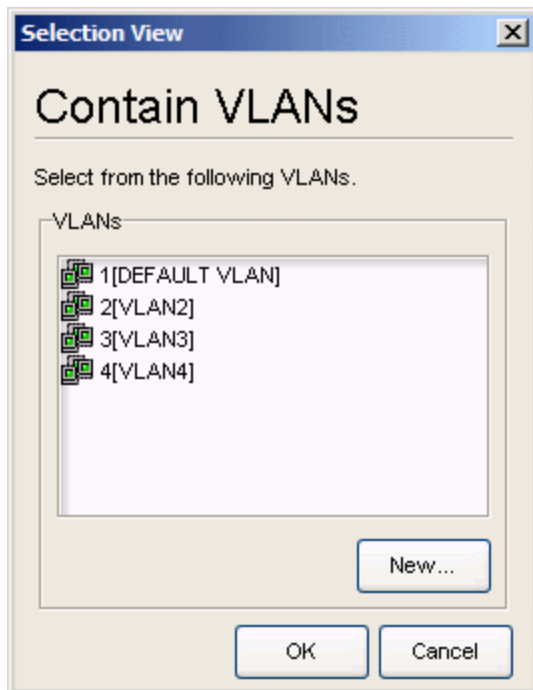 Selection View
Contain VLANs
Select from the following VLANs.
VLANs
1[DEFAULT VLAN]
2[VLAN2]
3[VLAN3]
4[VLAN4]
New...
OK Cancel